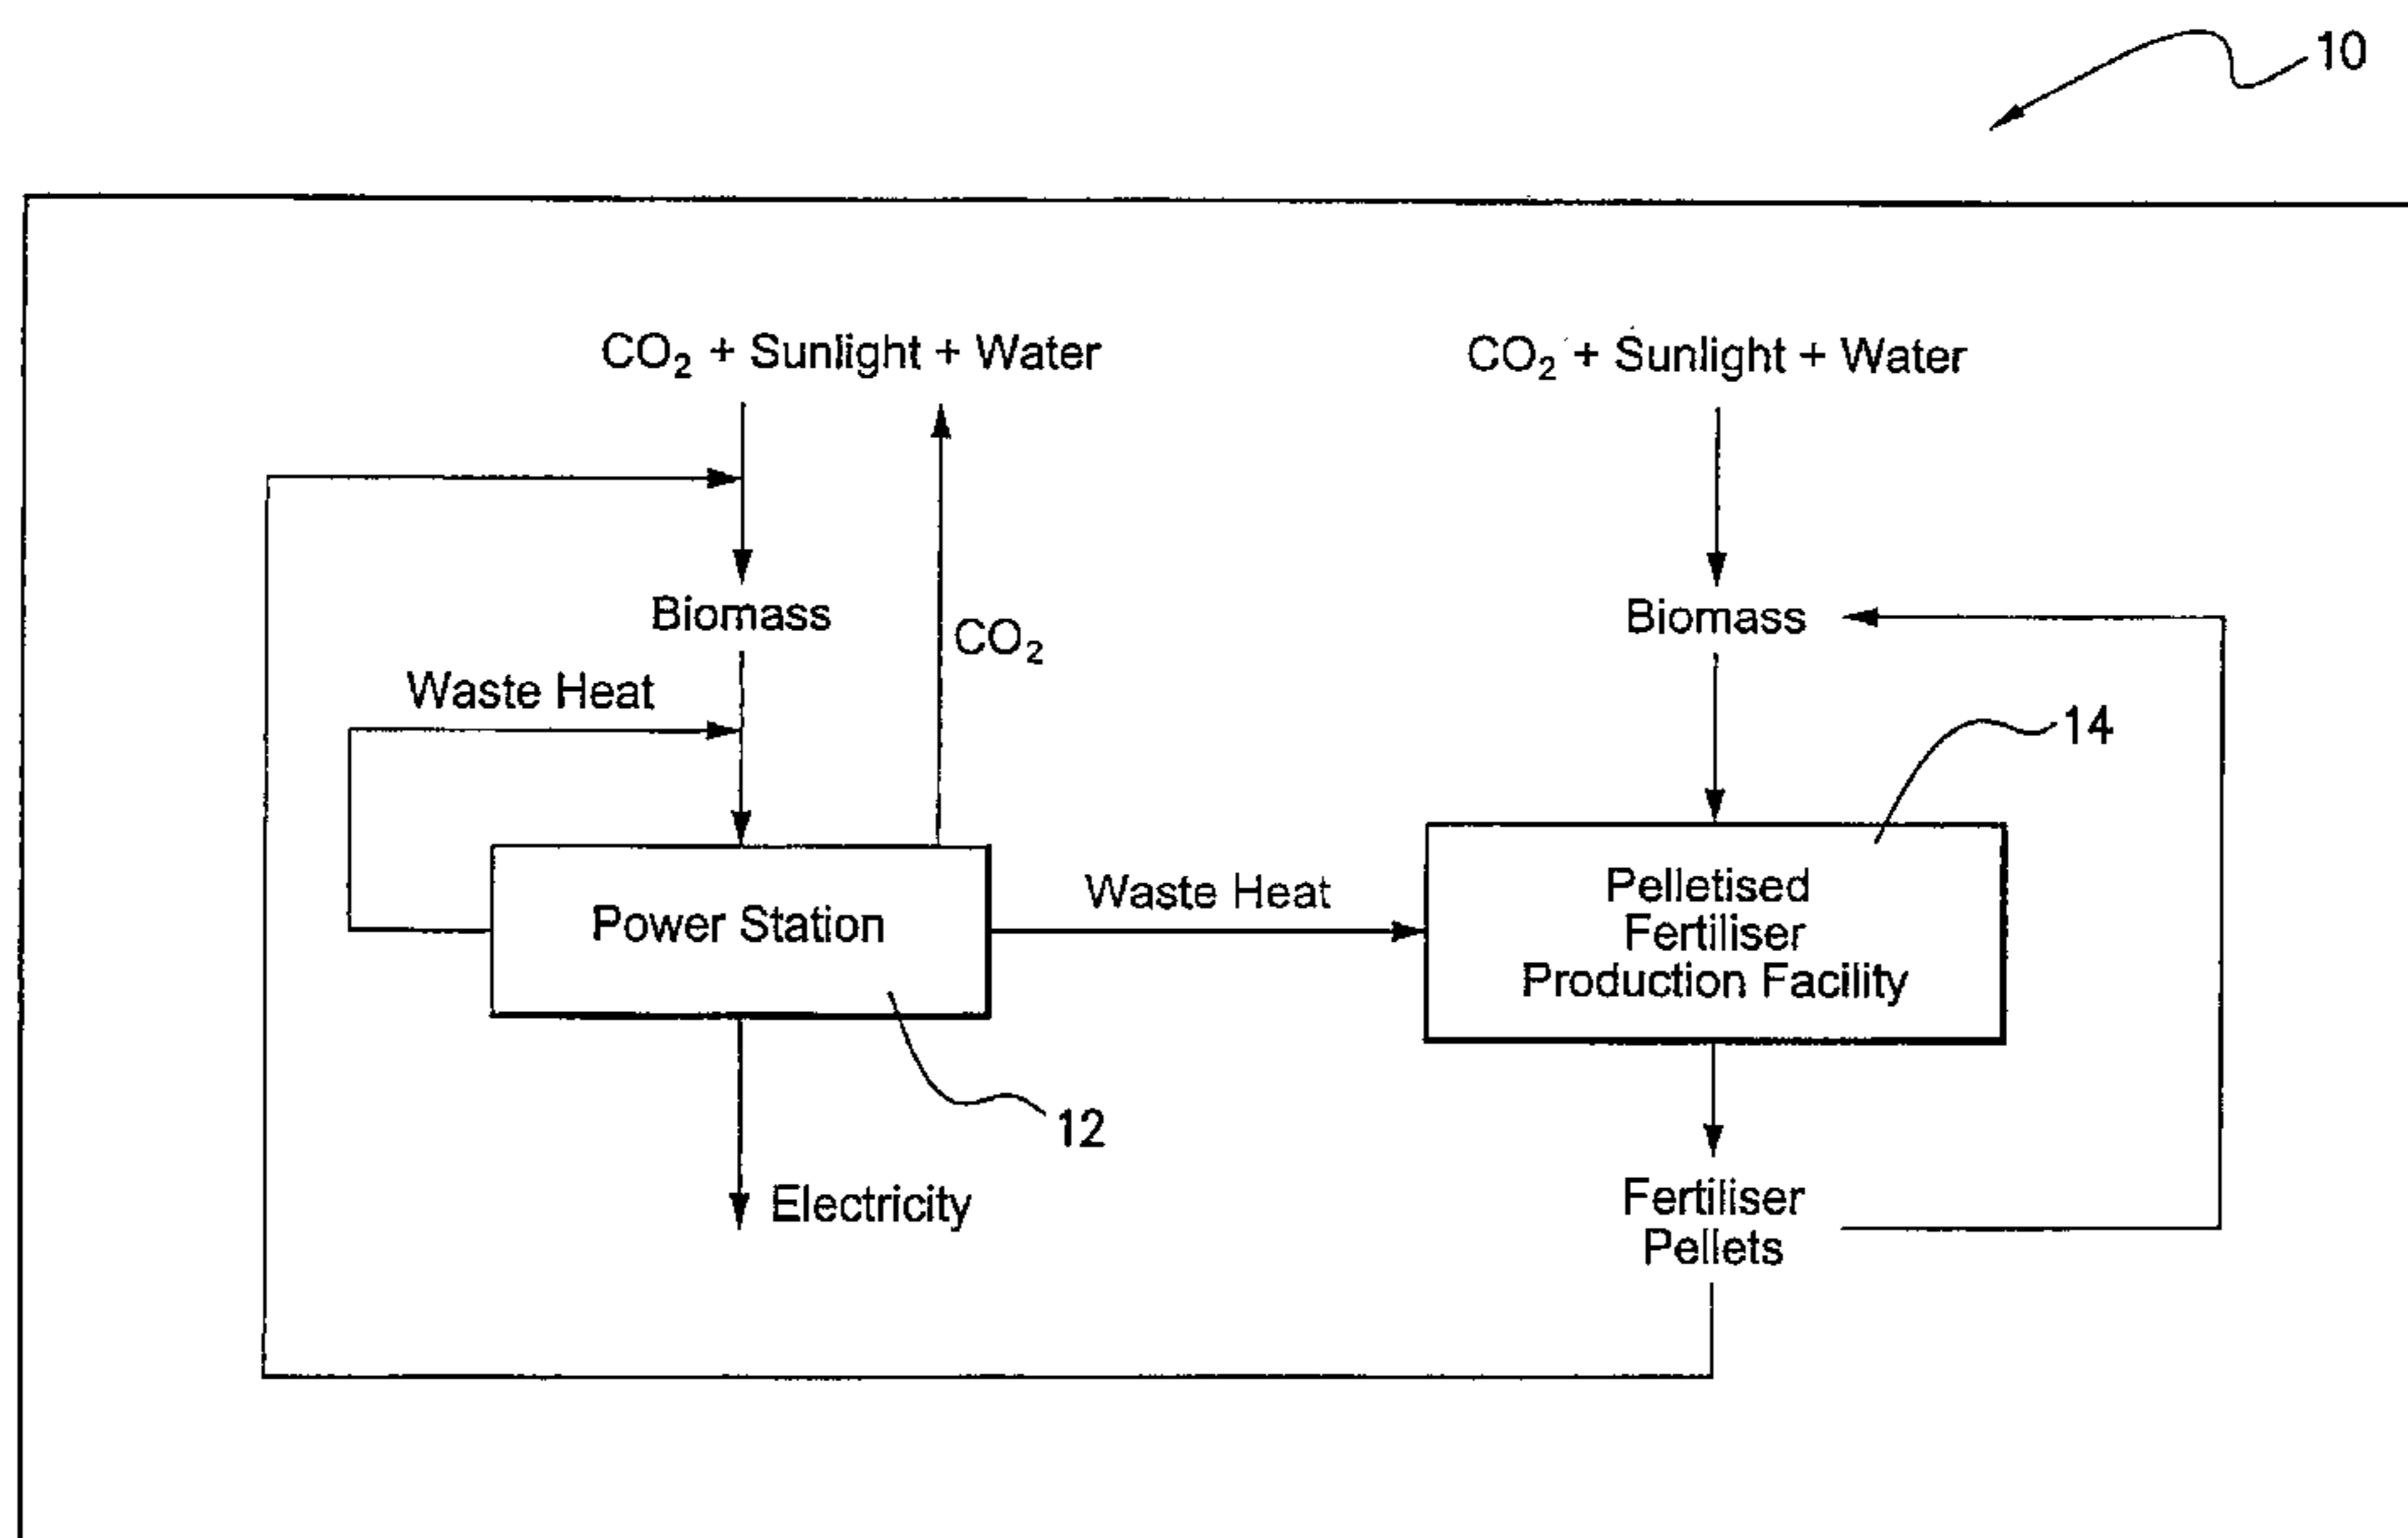 10
CO₂ + Sunlight + Water
CO₂ + Sunlight + Water
Biomass
CO₂
Biomass
Waste Heat
14
Power Station
Waste Heat
Pelletised
Fertiliser
Production Facility
12
Electricity
Fertiliser
Pellets